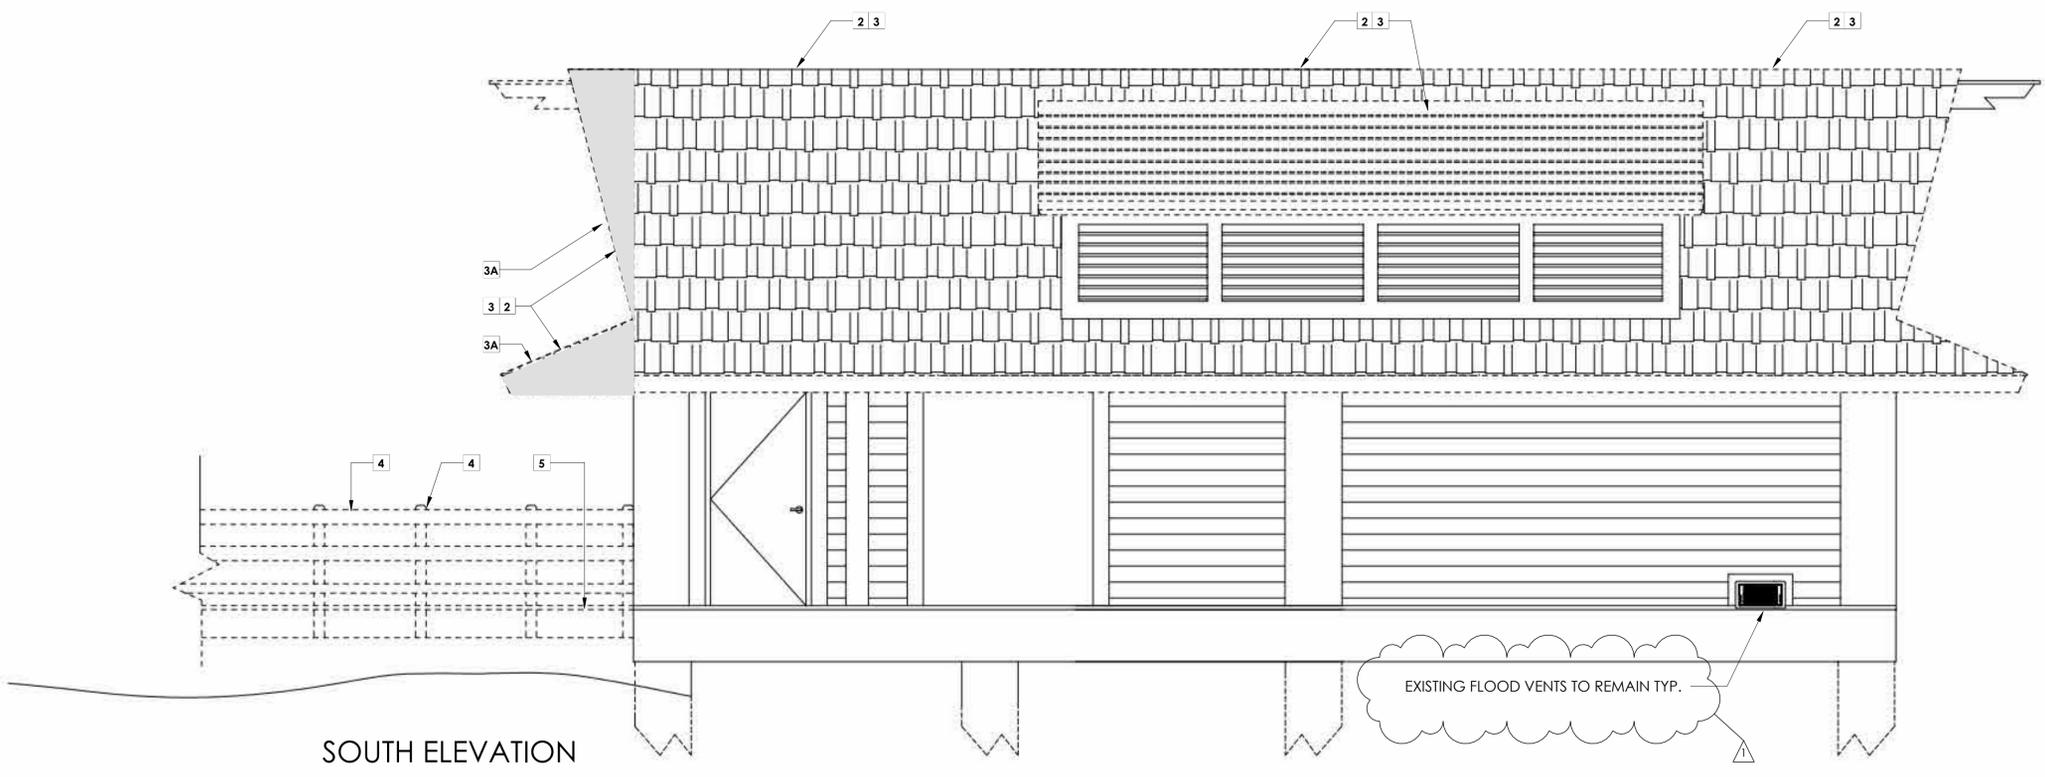 2 3
2 3
2 3
3A
3 2
3A
4
4
5
EXISTING FLOOD VENTS TO REMAIN TYP.
1
SOUTH ELEVATION